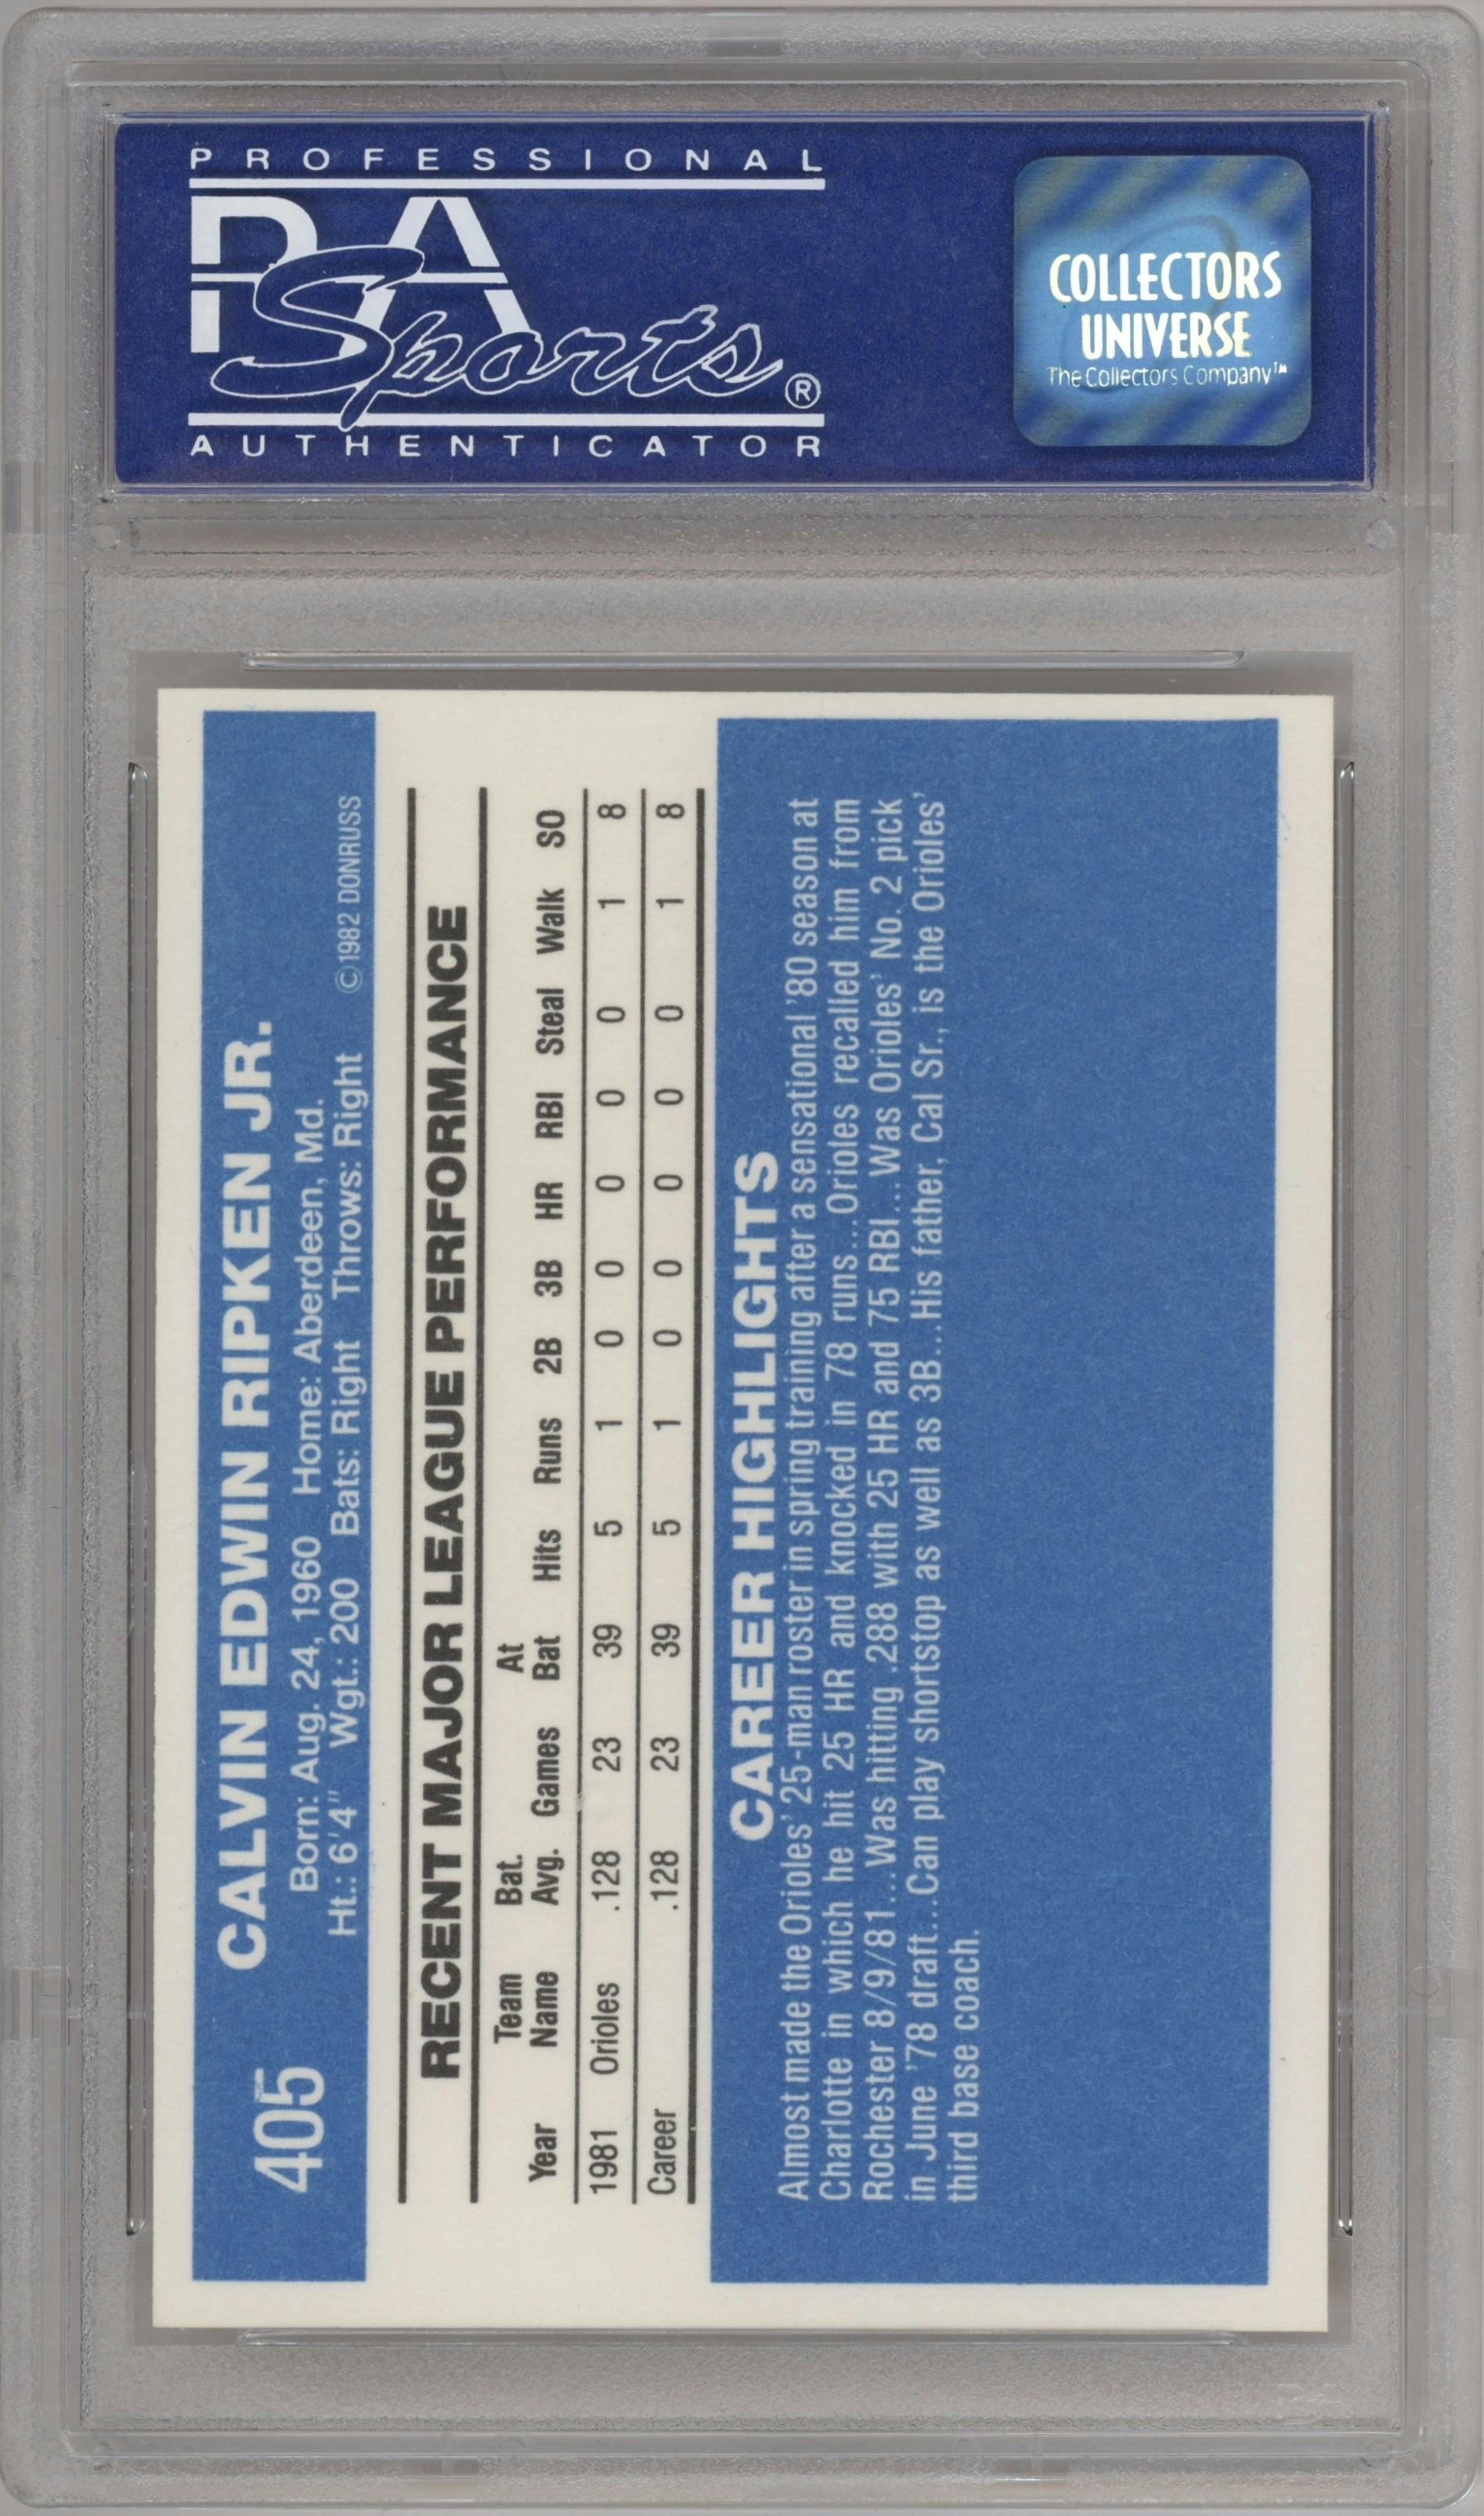 PROFESSIONAL
PSA
Sports®
AUTHENTICATOR
COLLECTORS
UNIVERSE
The Collectors Company™
405 CALVIN EDWIN RIPKEN JR.
Born: Aug. 24, 1960 Home: Aberdeen, Md.
Ht.: 6'4" Wgt.: 200 Bats: Right Throws: Right ©1982 DONRUSS
RECENT MAJOR LEAGUE PERFORMANCE
Year Team Name Bat. Avg. Games At Bat Hits Runs 2B 3B HR RBI Steal Walk SO
1981 Orioles .128 23 39 5 1 0 0 0 0 0 1 8
Career .128 23 39 5 1 0 0 0 0 0 1 8
CAREER HIGHLIGHTS
Almost made the Orioles' 25-man roster in spring training after a sensational '80 season at
Charlotte in which he hit 25 HR and knocked in 78 runs...Orioles recalled him from
Rochester 8/9/81...Was hitting .288 with 25 HR and 75 RBI...Was Orioles' No. 2 pick
in June '78 draft...Can play shortstop as well as 3B...His father, Cal Sr., is the Orioles'
third base coach.